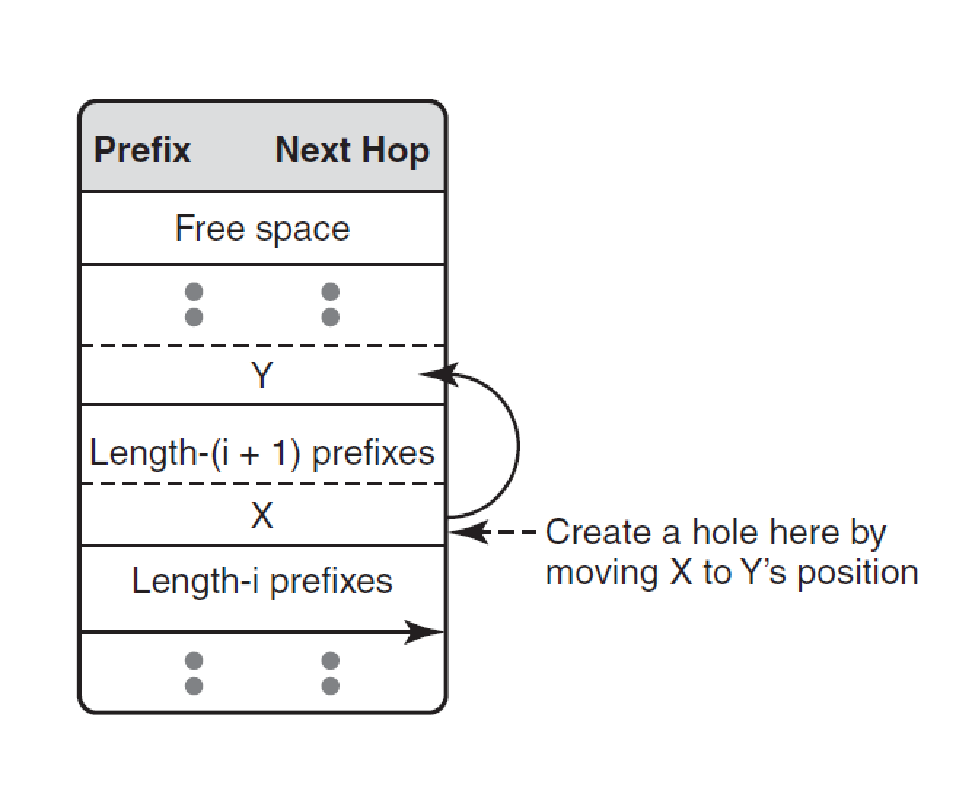 Prefix Next Hop
Free space
Y
Length-(i + 1) prefixes
X
Create a hole here by
moving X to Y’s position
Length-i prefixes